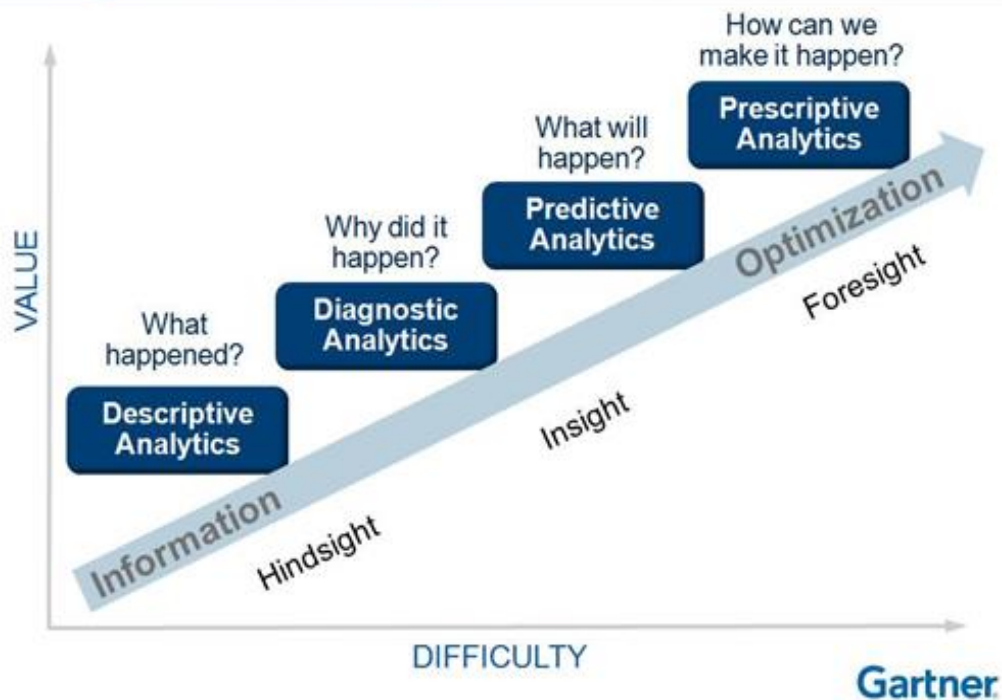 How can we
make it happen?
Prescriptive
Analytics
What will
happen?
Predictive
Analytics
Why did it
happen?
Diagnostic
Analytics
What
happened?
Descriptive
Analytics
VALUE
Information
Optimization
Hindsight
Insight
Foresight
DIFFICULTY
Gartner